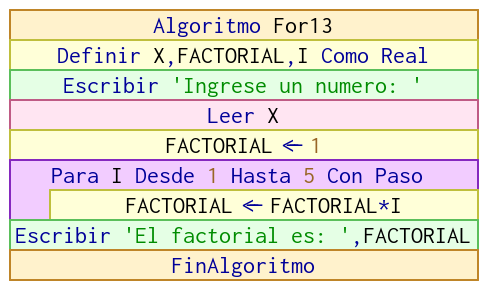 Algoritmo For13
Definir X,FACTORIAL,I Como Real
Escribir 'Ingrese un numero: '
Leer X
FACTORIAL ← 1
Para I Desde 1 Hasta 5 Con Paso
FACTORIAL ← FACTORIAL*I
Escribir 'El factorial es: ',FACTORIAL
FinAlgoritmo